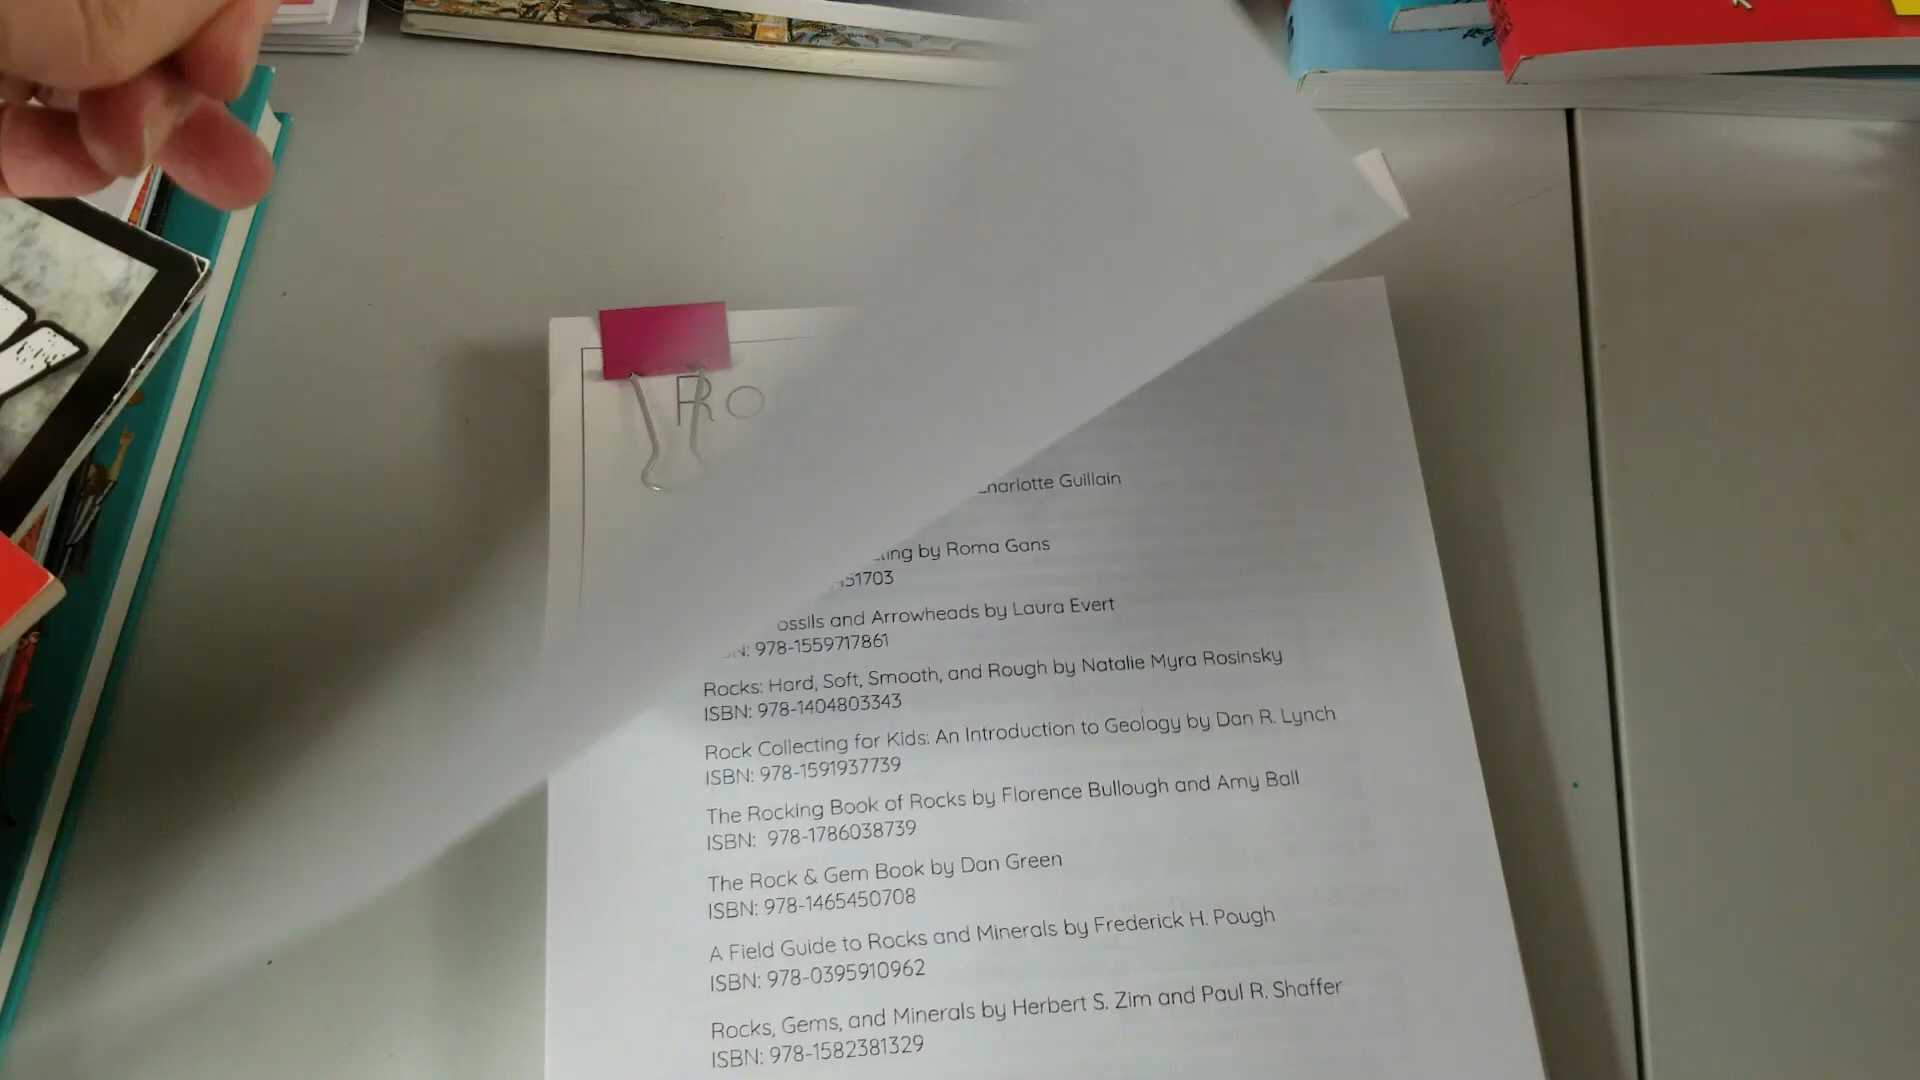 Ro
Charlotte Guillain
by Roma Gans
51703
ossils and Arrowheads by Laura Evert
N: 978-1559717861
Rocks: Hard, Soft, Smooth, and Rough by Natalie Myra Rosinsky
ISBN: 978-1404803343
Rock Collecting for Kids: An Introduction to Geology by Dan R. Lynch
ISBN: 978-1591937739
The Rocking Book of Rocks by Florence Bullough and Amy Ball
ISBN: 978-1786038739
The Rock & Gem Book by Dan Green
ISBN: 978-1465450708
A Field Guide to Rocks and Minerals by Frederick H. Pough
ISBN: 978-0395910962
Rocks, Gems, and Minerals by Herbert S. Zim and Paul R. Shaffer
ISBN: 978-1582381329